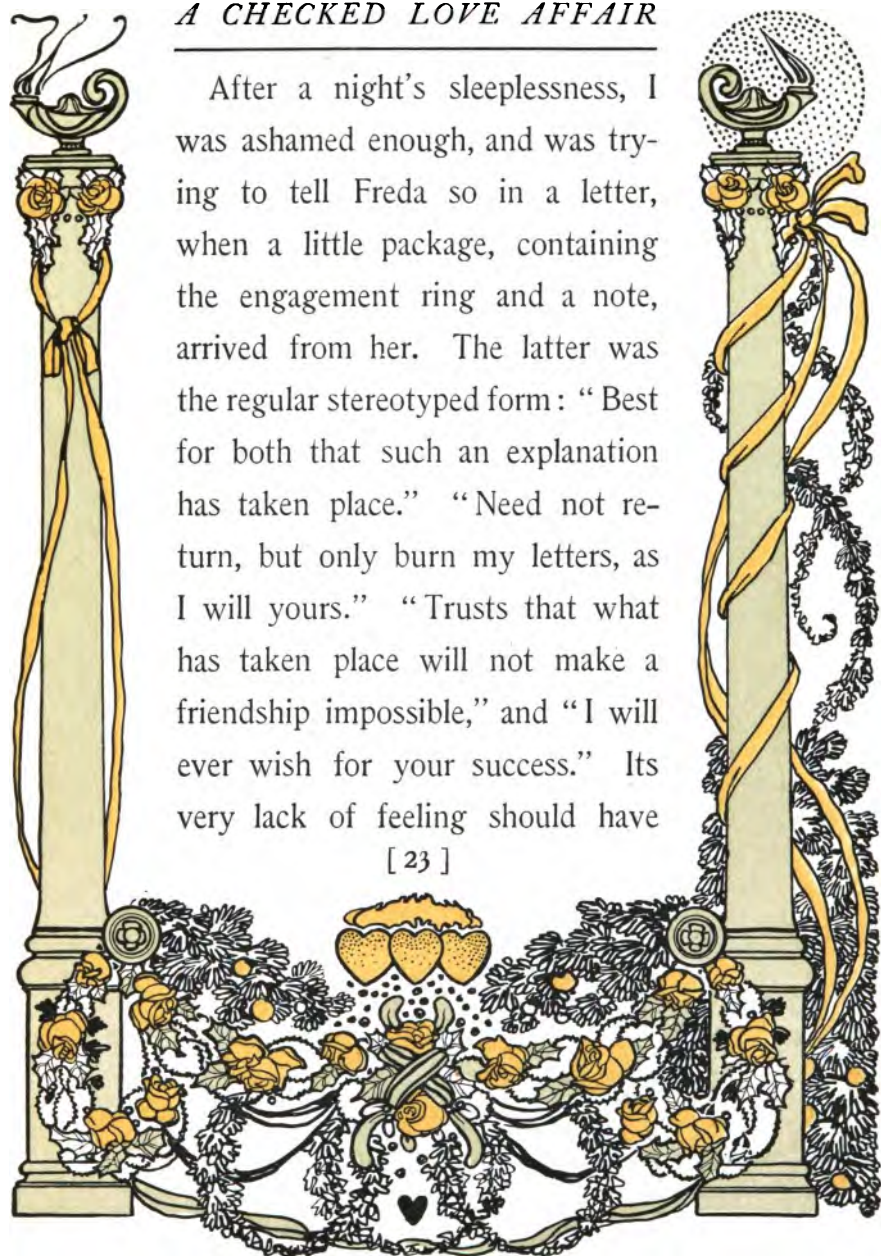 A CHECKED LOVE AFFAIR
After a night's sleeplessness, I
was ashamed enough, and was try-
ing to tell Freda so in a letter,
when a little package, containing
the engagement ring and a note,
arrived from her. The latter was
the regular stereotyped form: “Best
for both that such an explanation
has taken place.” “Need not re-
turn, but only burn my letters, as
I will yours.” “Trusts that what
has taken place will not make a
friendship impossible,” and “I will
ever wish for your success.” Its
very lack of feeling should have
[ 23 ]